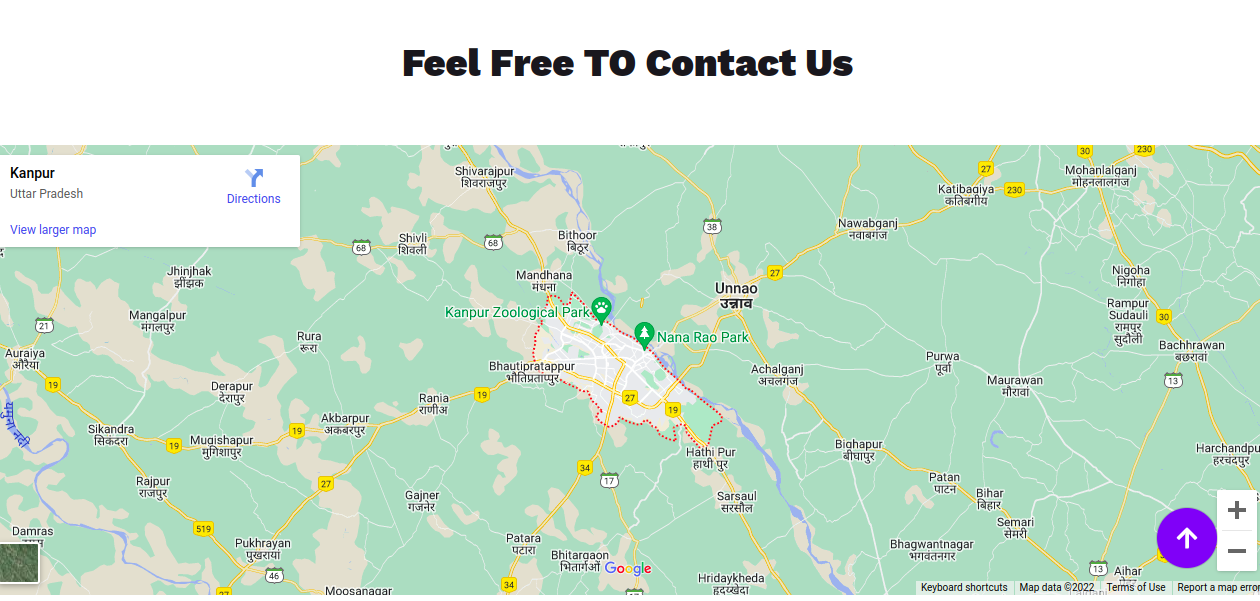 Feel Free TO Contact Us
Kanpur
Uttar Pradesh
Directions
View larger map
Shivarajpur
शिवराजपुर
30
230
27
Mohanlalganj
मोहनलालगंज
Katibagiya
कतिबगीय
230
Shivli
शिवली
68
68
Bithoor
बिठूर
38
Nawabganj
नवाबगंज
Jhinjhak
झींझक
Mandhana
मंधना
27
Nigoha
निगोहा
Unnao
उन्नाव
Kanpur Zoological Park
Mangalpur
मंगलपुर
21
Rampur
Sudauli
रामपुर
सुदौली
30
Rura
रूरा
Nana Rao Park
Auraiya
औरैया
Bachhrawan
बछरावां
Purwa
पूर्वा
Bhautipratappur
भौतिप्रतापपुर
Achalganj
अचलगंज
Maurawan
मौरावां
13
19
Derapur
देरापुर
19
Rania
राणीअ
27
19
Akbarpur
अकबरपुर
Sikandra
सिकंदरा
19
19
Mugishapur
मुगिशापुर
Hathi Pur
हाथी पुर
Bighapur
बीघापुर
Harchandpu
हरचंदपुर
34
17
Rajpur
राजपुर
27
Patan
पाटन
Gajner
गजनेर
Sarsaul
सरसौल
Bihar
बिहार
Semari
सेमरी
519
Damras
Pukhrayan
पुखरायां
Patara
पटारा
Bhagwantnagar
भगवतनगर
Bhitargaon
भितार्गओं
Google
46
34
Hridaykheda
हृदयखेदा
13
Aihar
Moosanagar
27
Keyboard shortcuts
Map data ©2022
Terms of Use
Report a map error